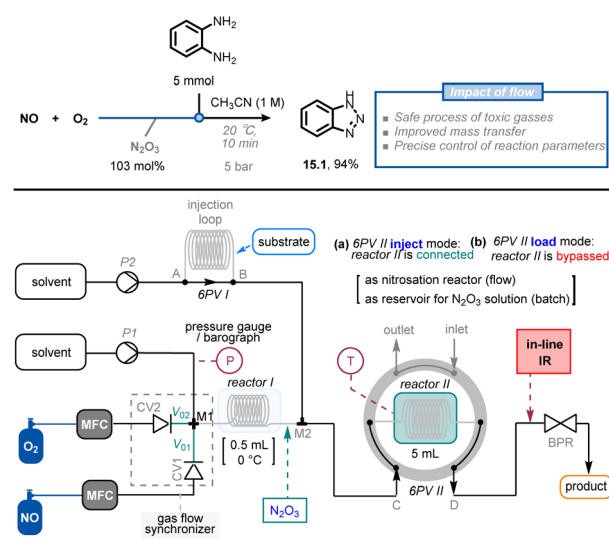 NH₂
NH₂
5 mmol
CH₃CN (1 M)
NO + O₂
N₂O₃
103 mol%
20 °C,
10 min
5 bar
H
N
N
N
15.1, 94%
Impact of flow
Safe process of toxic gasses
Improved mass transfer
Precise control of reaction parameters
injection
loop
substrate
solvent
P2
A
B
6PV I
(a) 6PV II inject mode:
reactor II is connected
(b) 6PV II load mode:
reactor II is bypassed
as nitrosation reactor (flow)
as reservoir for N₂O₃ solution (batch)
solvent
P1
pressure gauge
/ barograph
P
outlet
inlet
T
in-line
IR
reactor I
reactor II
CV2
V₀₂
M1
M2
O₂
MFC
V₀₁
CV1
0.5 mL
0 °C
5 mL
BPR
NO
MFC
gas flow
synchronizer
N₂O₃
C
6PV II
D
product